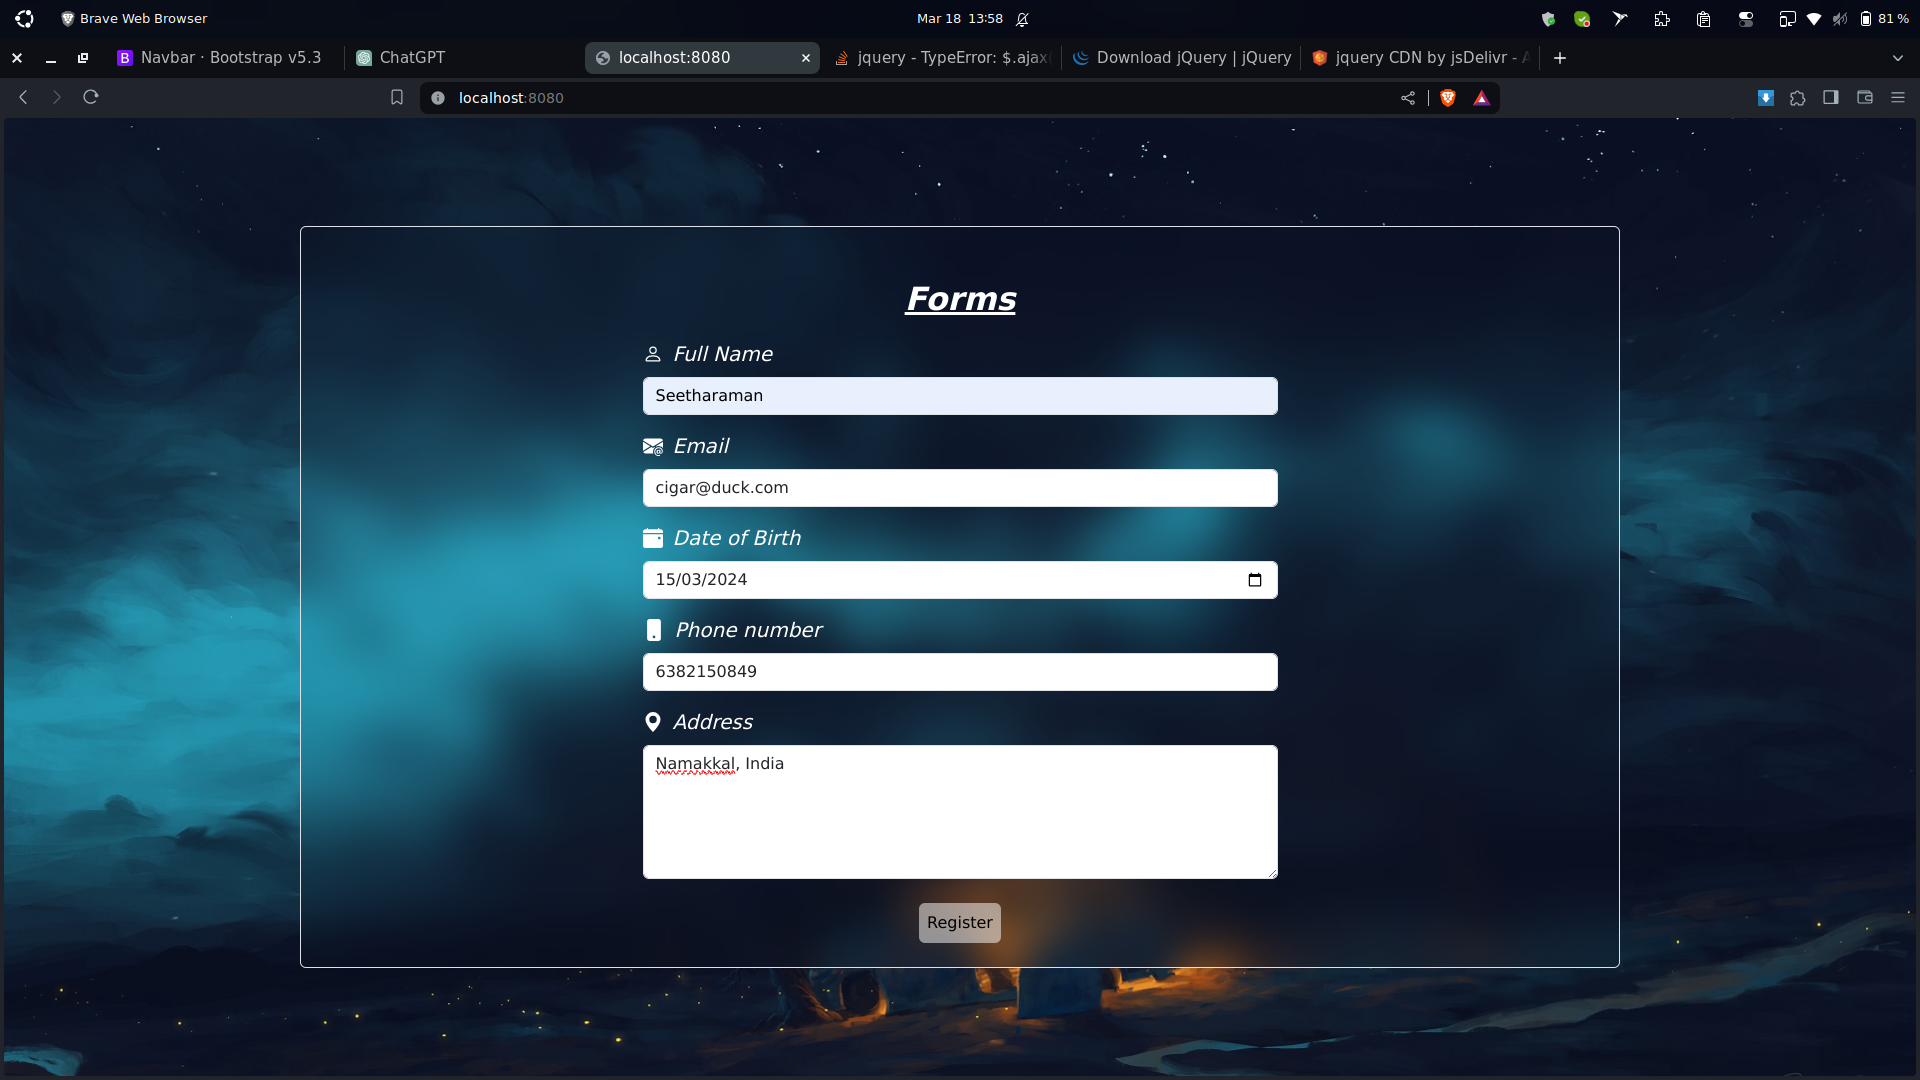 Brave Web Browser
Mar 18 13:58
81 %
Navbar · Bootstrap v5.3
ChatGPT
localhost:8080
jquery - TypeError: $.ajax
Download jQuery | jQuery
jquery CDN by jsDelivr - A
localhost:8080
Forms
Full Name
Seetharaman
Email
cigar@duck.com
Date of Birth
15/03/2024
Phone number
6382150849
Address
Namakkal, India
Register